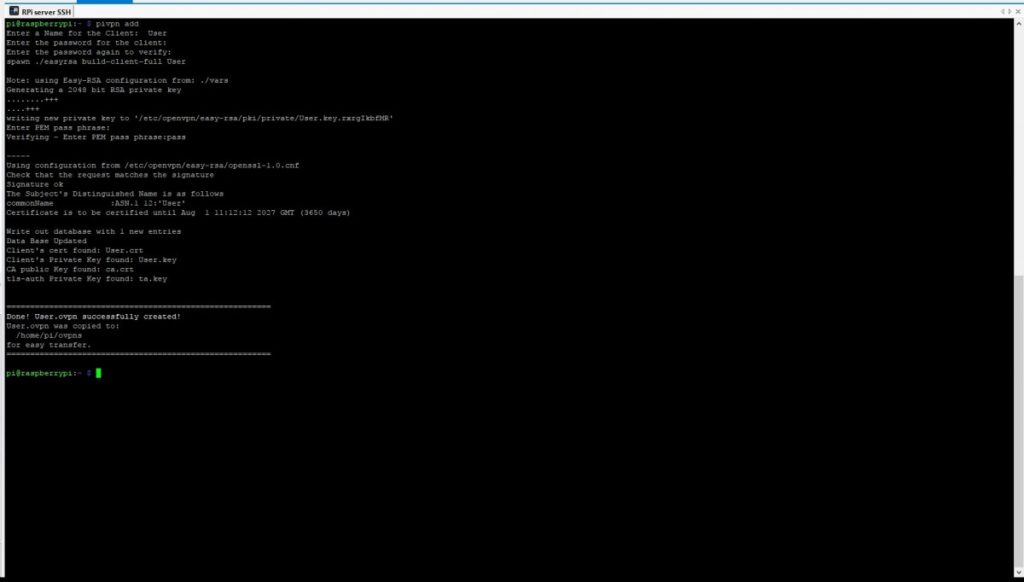 RPi server SSH
pi@raspberrypi:~ $ pivpn add
Enter a Name for the Client:  User
Enter the password for the client:
Enter the password again to verify:
spawn ./easyrsa build-client-full User
Note: using Easy-RSA configuration from: ./vars
Generating a 2048 bit RSA private key
........+++
....+++
writing new private key to '/etc/openvpn/easy-rsa/pki/private/User.key.rxrgIkbfMR'
Enter PEM pass phrase:
Verifying - Enter PEM pass phrase:pass
-----
Using configuration from /etc/openvpn/easy-rsa/openssl-1.0.cnf
Check that the request matches the signature
Signature ok
The Subject's Distinguished Name is as follows
commonName            :ASN.1 12:'User'
Certificate is to be certified until Aug  1 11:12:12 2027 GMT (3650 days)
Write out database with 1 new entries
Data Base Updated
Client's cert found: User.crt
Client's Private Key found: User.key
CA public Key found: ca.crt
tls-auth Private Key found: ta.key
========================================================
Done! User.ovpn successfully created!
User.ovpn was copied to:
  /home/pi/ovpns
for easy transfer.
========================================================
pi@raspberrypi:~ $